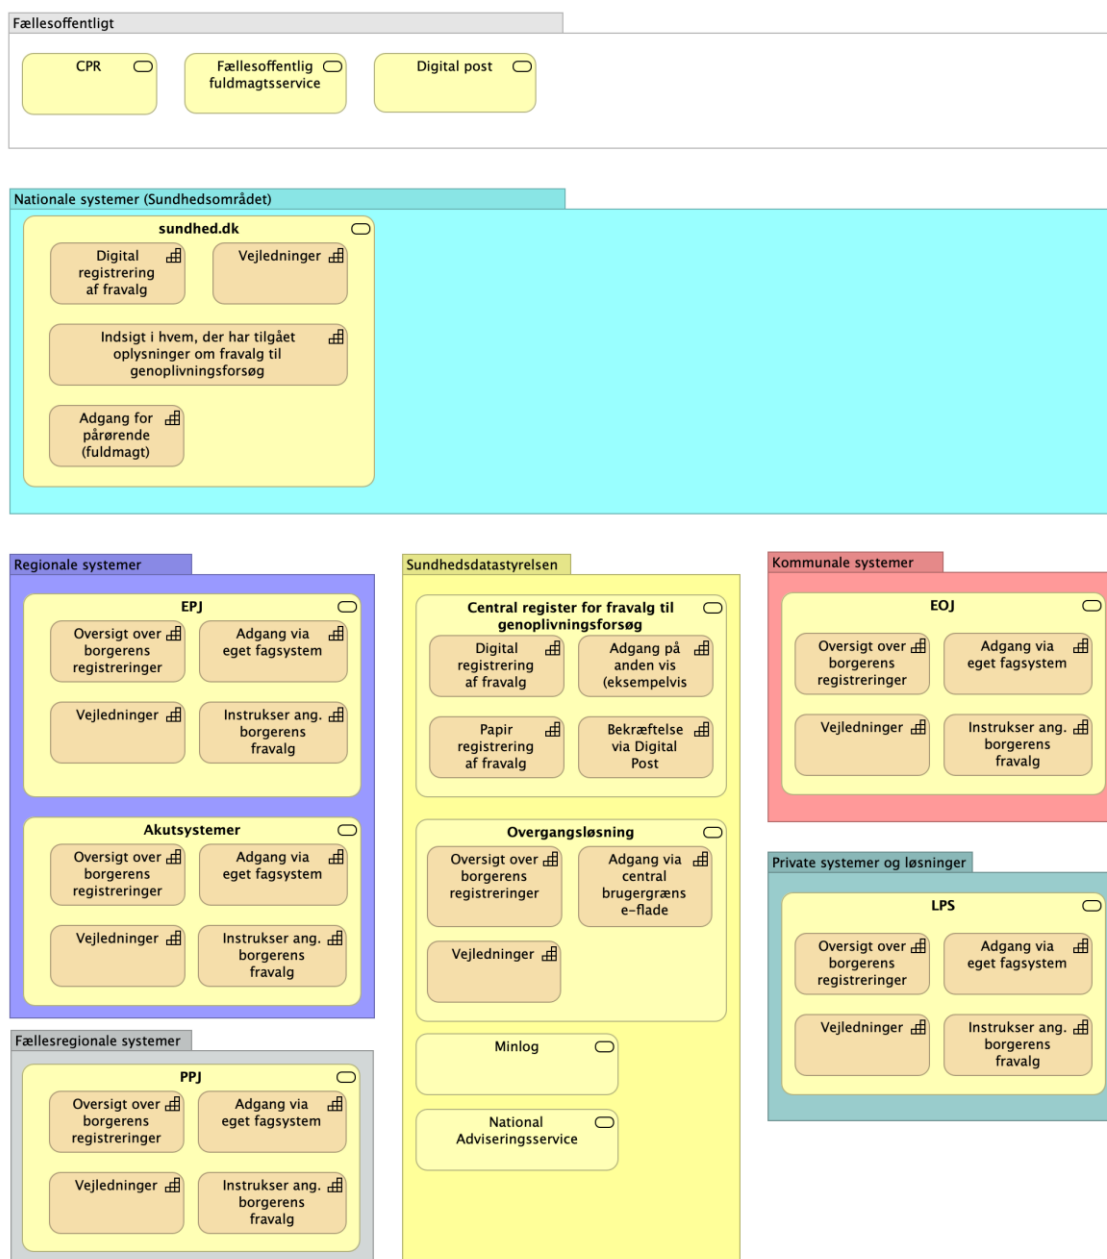 Fællesoffentligt
CPR
Fællesoffentlig
fuldmagtsservice
Digital post
Nationale systemer (Sundhedsområdet)
sundhed.dk
Digital
registrering
af fravalg
Vejledninger
Indsigt i hvem, der har tilgået
oplysninger om fravalg til
genoplivningsforsøg
Adgang for
pårørende
(fuldmagt)
Regionale systemer
EPJ
Oversigt over
borgerens
registreringer
Adgang via
eget fagsystem
Vejledninger
Instrukser ang.
borgerens
fravalg
Akutsystemer
Oversigt over
borgerens
registreringer
Adgang via
eget fagsystem
Vejledninger
Instrukser ang.
borgerens
fravalg
Fællesregionale systemer
PPJ
Oversigt over
borgerens
registreringer
Adgang via
eget fagsystem
Vejledninger
Instrukser ang.
borgerens
fravalg
Sundhedsdatastyrelsen
Central register for fravalg til
genoplivningsforsøg
Digital
registrering
af fravalg
Adgang på
anden vis
(eksempelvis
Papir
registrering
af fravalg
Bekræftelse
via Digital
Post
Overgangsløsning
Oversigt over
borgerens
registreringer
Adgang via
central
brugergræns
e-flade
Vejledninger
Minlog
National
Adviseringsservice
Kommunale systemer
EOJ
Oversigt over
borgerens
registreringer
Adgang via
eget fagsystem
Vejledninger
Instrukser ang.
borgerens
fravalg
Private systemer og løsninger
LPS
Oversigt over
borgerens
registreringer
Adgang via
eget fagsystem
Vejledninger
Instrukser ang.
borgerens
fravalg